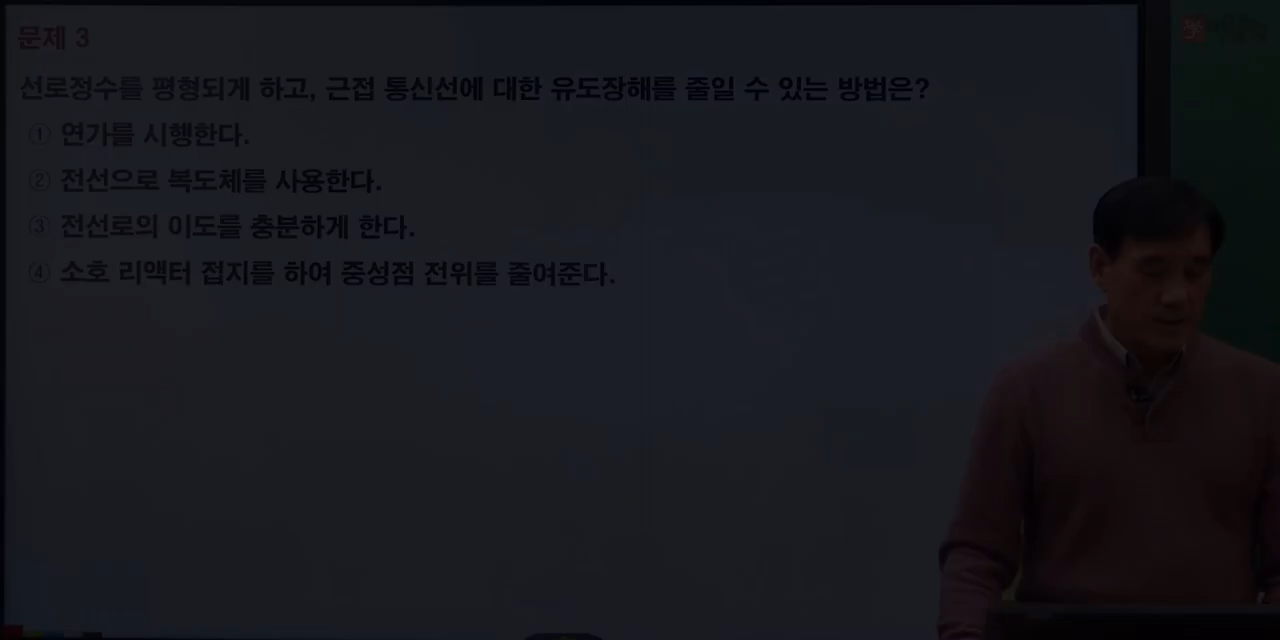 문제 3
선로정수를 평형되게 하고, 근접 통신선에 대한 유도장해를 줄일 수 있는 방법은?
① 연가를 시행한다.
② 전선으로 복도체를 사용한다.
③ 전선로의 이도를 충분하게 한다.
④ 소호 리액터 접지를 하여 중성점 전위를 줄여준다.